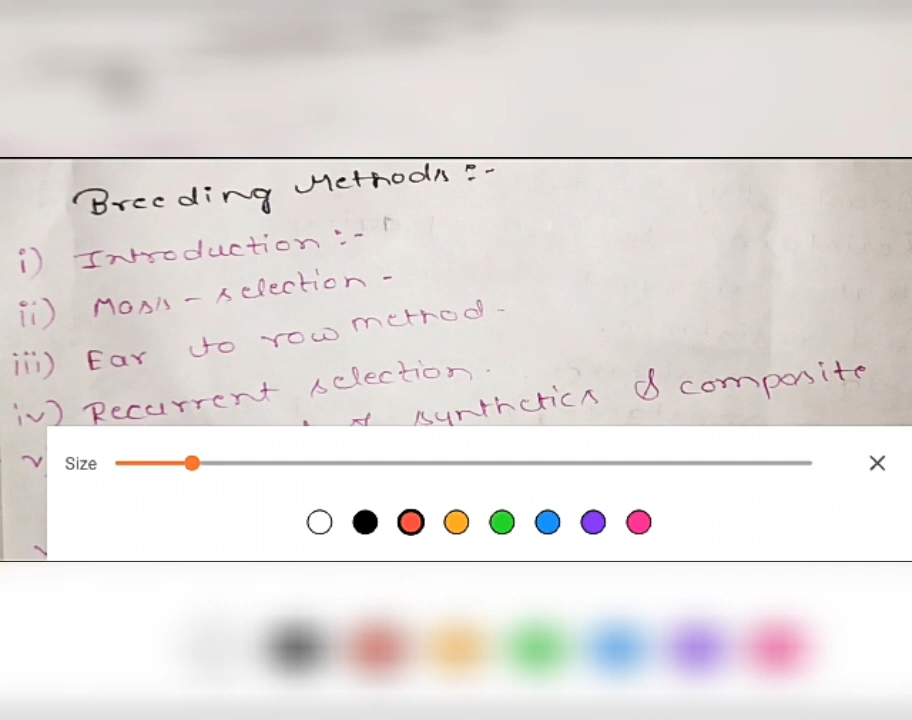 Breeding Methods :-
i) Introduction :-
ii) Mass - selection -
iii) Ear to row method -
iv) Recurrent selection.
v synthetics & composite
Size